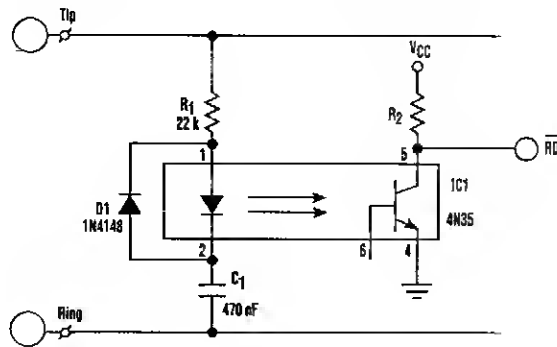 Tip
VCC
R1
22 k
R2
1
5
RD
IC1
D1
1N4148
4N35
2
6
4
C1
470 nF
Ring